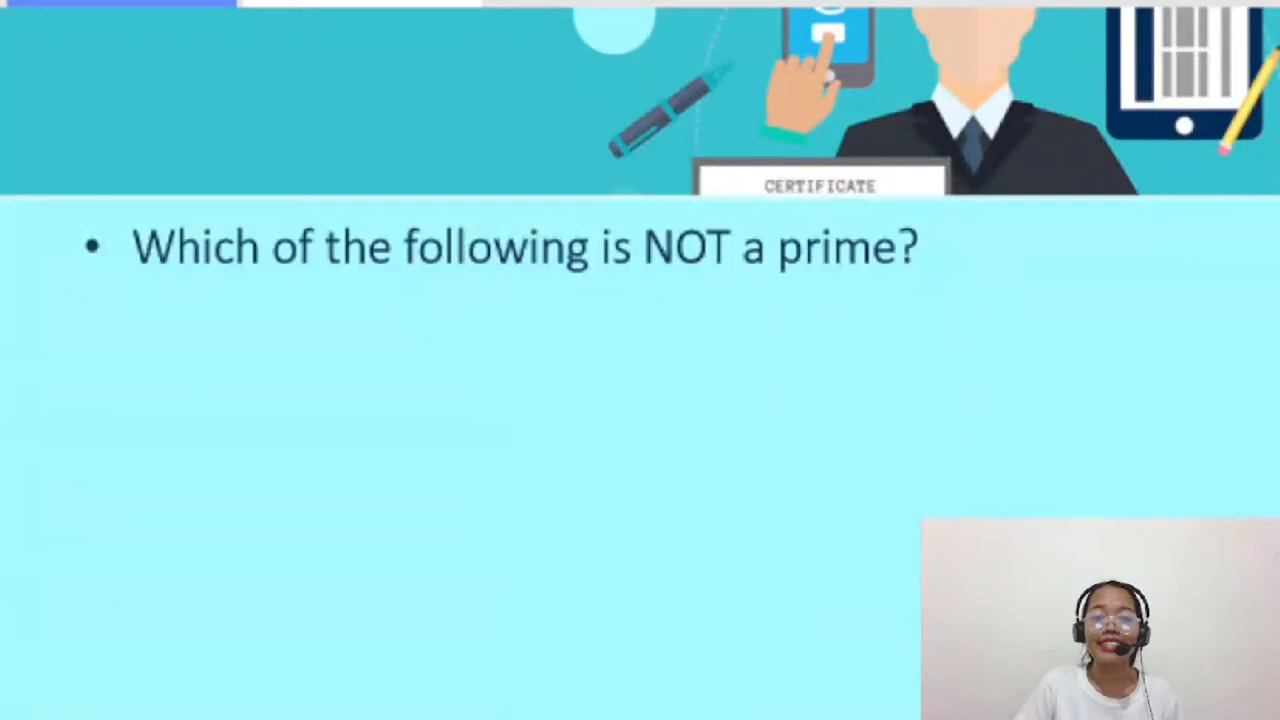 CERTIFICATE
• Which of the following is NOT a prime?